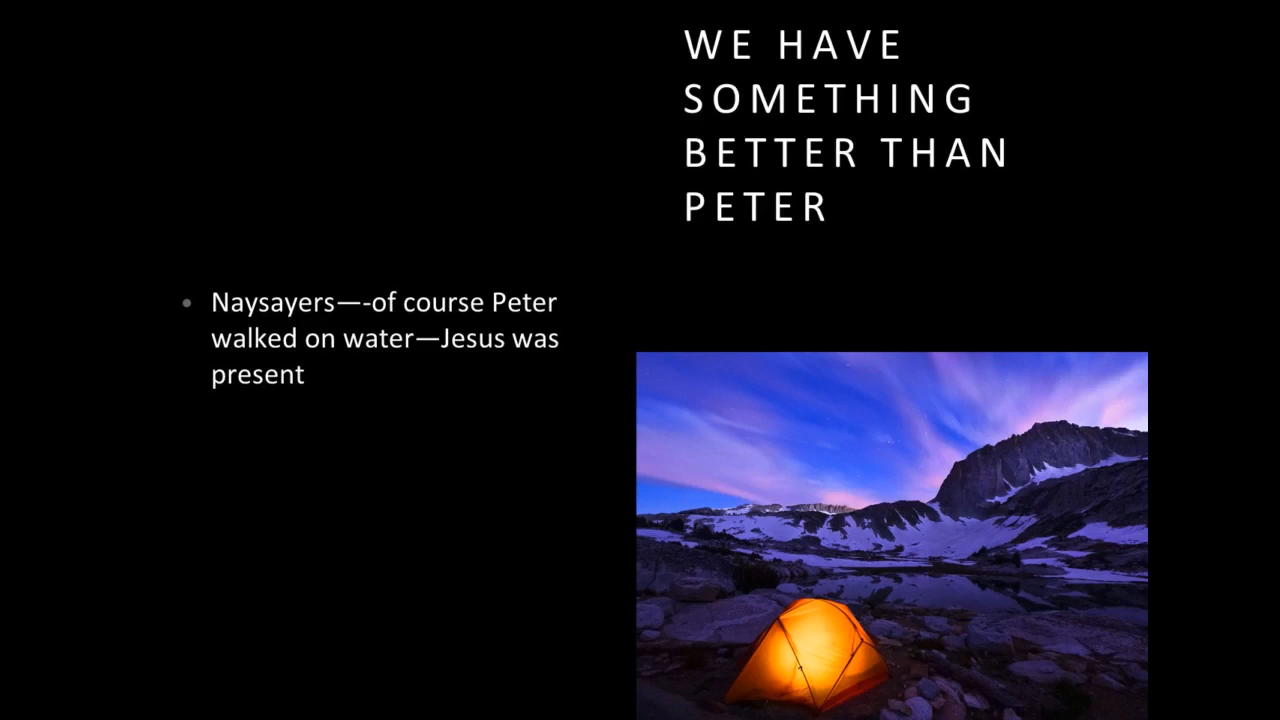 WE HAVE
SOMETHING
BETTER THAN
PETER
• Naysayers—-of course Peter
walked on water—Jesus was
present